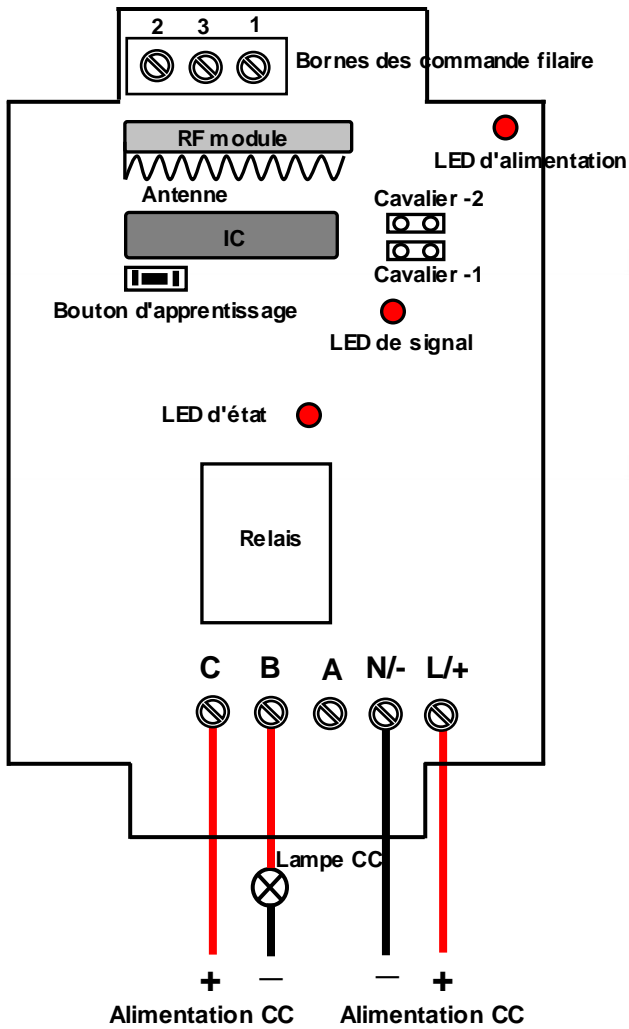 2 3 1
Bornes des commande filaire
RF module
LED d'alimentation
Antenne
Cavalier -2
IC
Cavalier -1
Bouton d'apprentissage
LED de signal
LED d'état
Relais
C B A N/- L/+
Lampe CC
+ — — +
Alimentation CC Alimentation CC